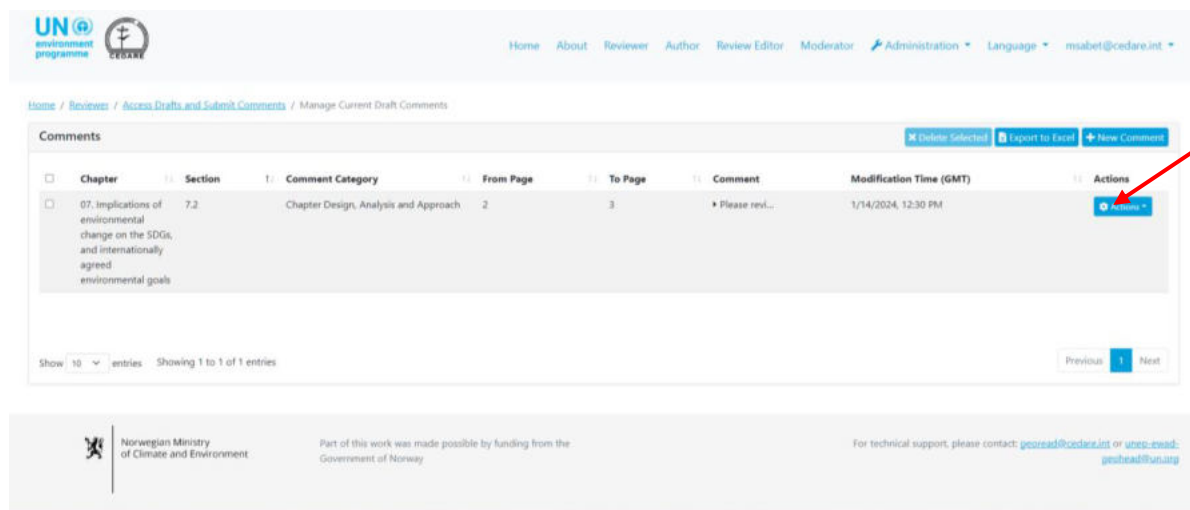 UN
environment
programme
CEDARE
Home About Reviewer Author Review Editor Moderator Administration Language msabet@cedare.int
Home / Reviewer / Access Drafts and Submit Comments / Manage Current Draft Comments
Comments
Delete Selected Export to Excel New Comment
Chapter Section Comment Category From Page To Page Comment Modification Time (GMT) Actions
07. Implications of 7.2 Chapter Design, Analysis and Approach 2 3 Please revi... 1/14/2024, 12:30 PM Actions
environmental
change on the SDGs,
and internationally
agreed
environmental goals
Show 10 entries Showing 1 to 1 of 1 entries Previous 1 Next
Norwegian Ministry
of Climate and Environment
Part of this work was made possible by funding from the
Government of Norway
For technical support, please contact: georead@cedare.int or unep-ewad-
geohead@un.org